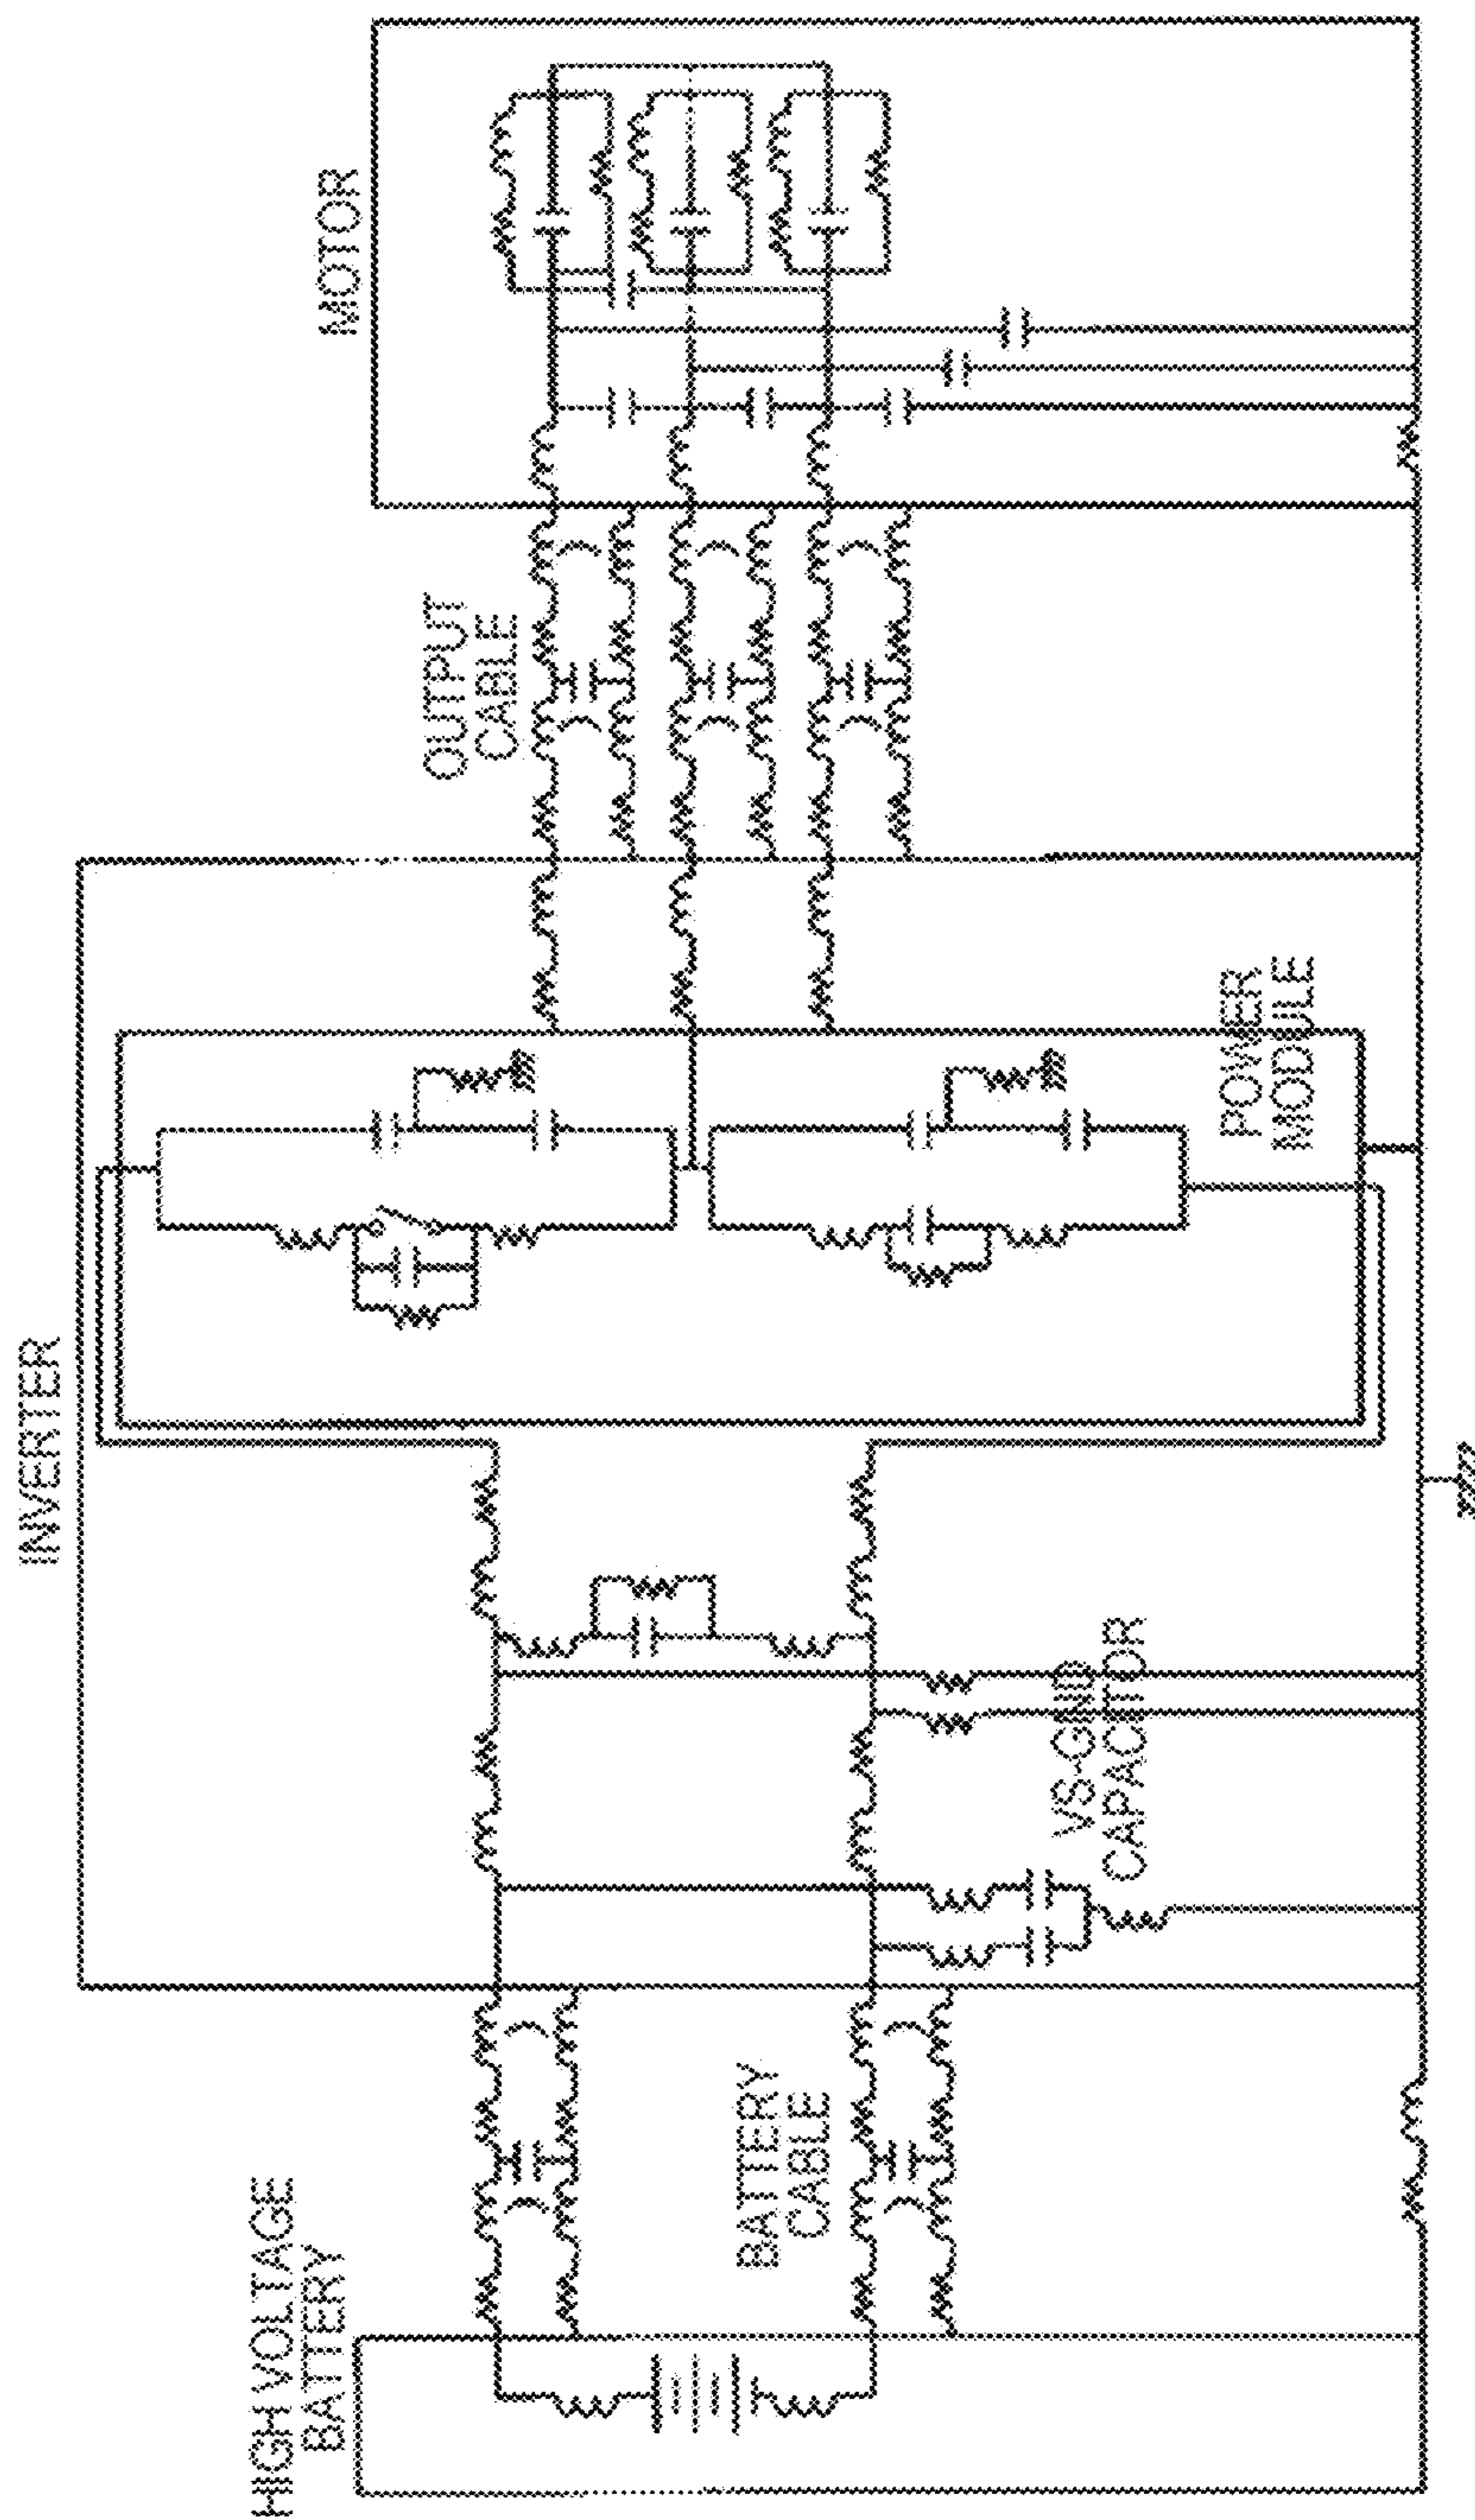 HIGH VOLTAGE
BATTERY
BATTERY
CABLE
INVERTER
VS-GND
CAPACITOR
POWER
MODULE
OUTPUT
CABLE
MOTOR